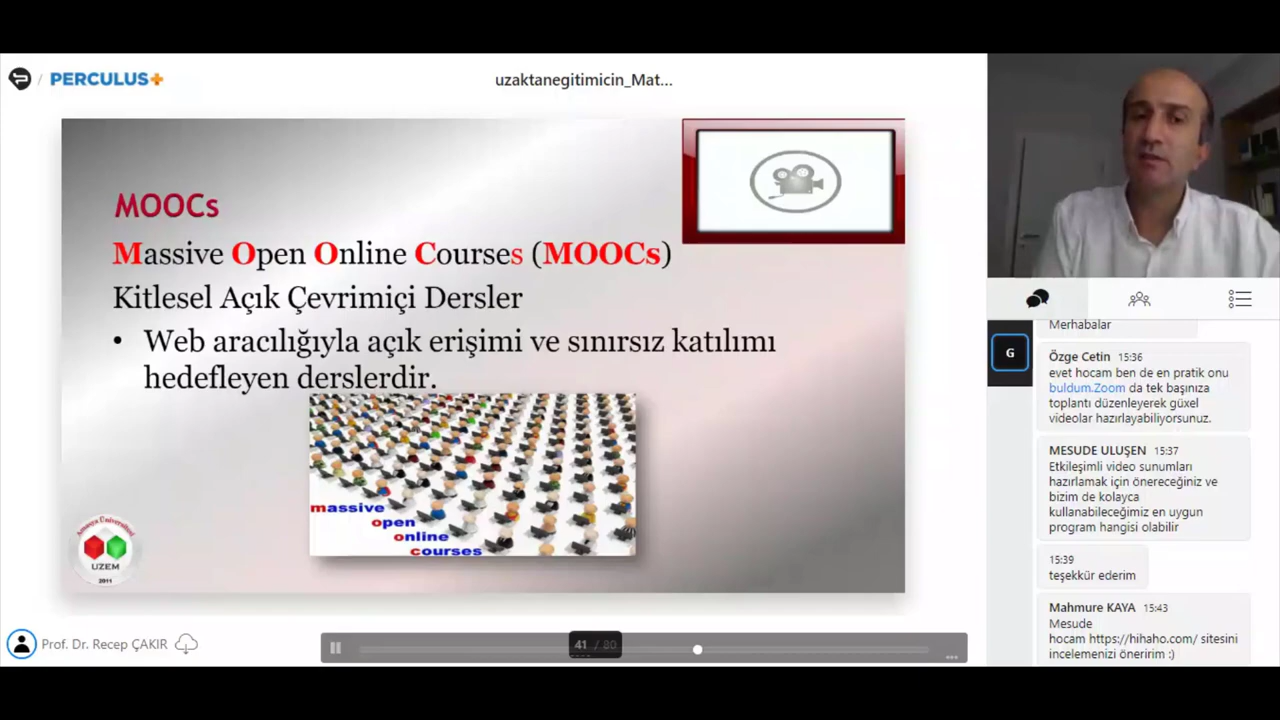 / PERCULUS+
uzaktanegitimicin_Mat...
MOOCs
Massive Open Online Courses (MOOCs)
Kitlesel Açık Çevrimiçi Dersler
• Web aracılığıyla açık erişimi ve sınırsız katılımı
hedefleyen derslerdir.
massive
open
online
courses
Amasya Üniversitesi
UZEM
2011
Prof. Dr. Recep ÇAKIR
41 / 80
G
Merhabalar
Özge Cetin 15:36
evet hocam ben de en pratik onu
buldum.Zoom da tek başınıza
toplantı düzenleyerek güxel
videolar hazırlayabiliyorsunuz.
MESUDE ULUŞEN 15:37
Etkileşimli video sunumları
hazırlamak için önereceğiniz ve
bizim de kolayca
kullanabileceğimiz en uygun
program hangisi olabilir
15:39
teşekkür ederim
Mahmure KAYA 15:43
Mesude
hocam https://hihaho.com/ sitesini
incelemenizi öneririm :)